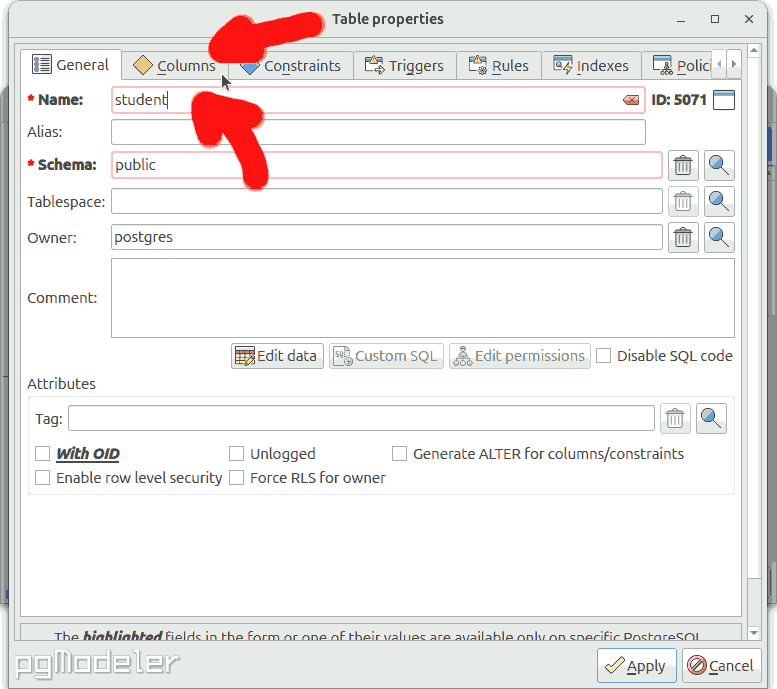 Table properties
General Columns Constraints Triggers Rules Indexes Polici
* Name: student ID: 5071
Alias:
* Schema: public
Tablespace:
Owner: postgres
Comment:
Edit data Custom SQL Edit permissions Disable SQL code
Attributes
Tag:
With OID Unlogged Generate ALTER for columns/constraints
Enable row level security Force RLS for owner
The highlighted fields in the form or one of their values are available only on specific PostgreSQL
pgModeler Apply Cancel